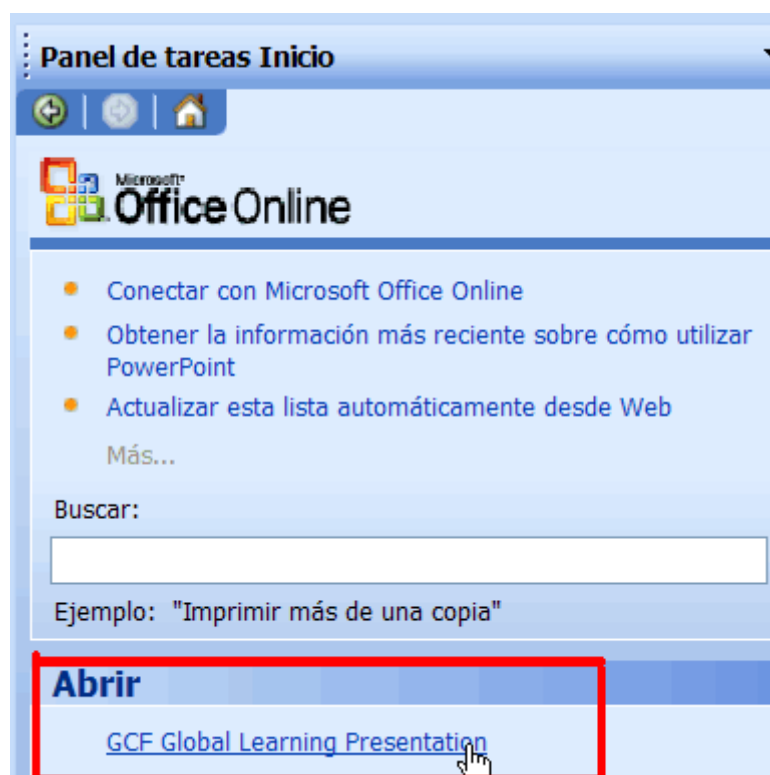 Panel de tareas Inicio
Microsoft
Office Online
Conectar con Microsoft Office Online
Obtener la información más reciente sobre cómo utilizar
PowerPoint
Actualizar esta lista automáticamente desde Web
Más...
Buscar:
Ejemplo: "Imprimir más de una copia"
Abrir
GCF Global Learning Presentation